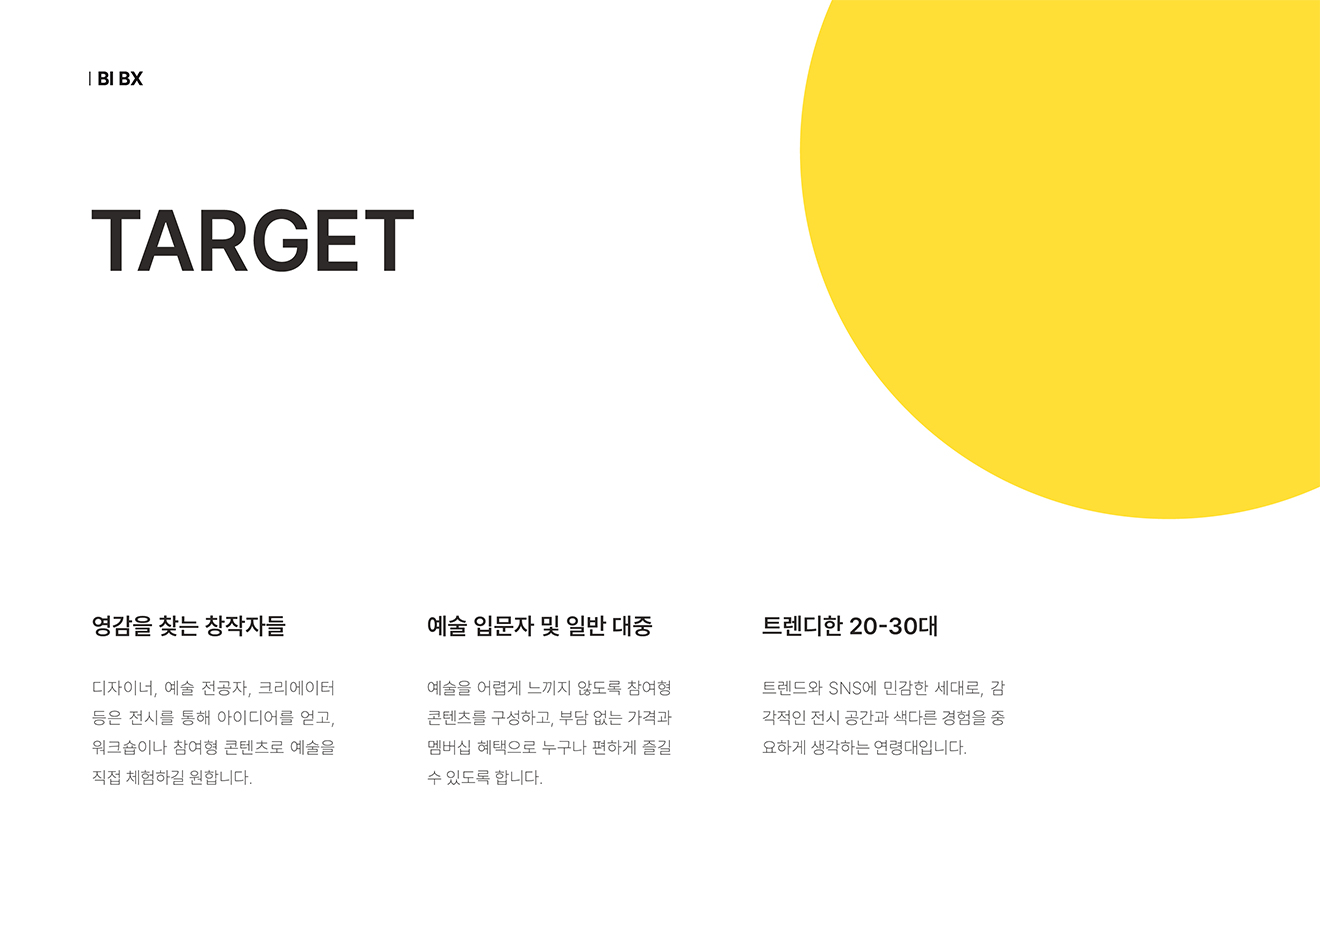 | BI BX
TARGET
영감을 찾는 창작자들
디자이너, 예술 전공자, 크리에이터
등은 전시를 통해 아이디어를 얻고,
워크숍이나 참여형 콘텐츠로 예술을
직접 체험하길 원합니다.
예술 입문자 및 일반 대중
예술을 어렵게 느끼지 않도록 참여형
콘텐츠를 구성하고, 부담 없는 가격과
멤버십 혜택으로 누구나 편하게 즐길
수 있도록 합니다.
트렌디한 20-30대
트렌드와 SNS에 민감한 세대로, 감
각적인 전시 공간과 색다른 경험을 중
요하게 생각하는 연령대입니다.